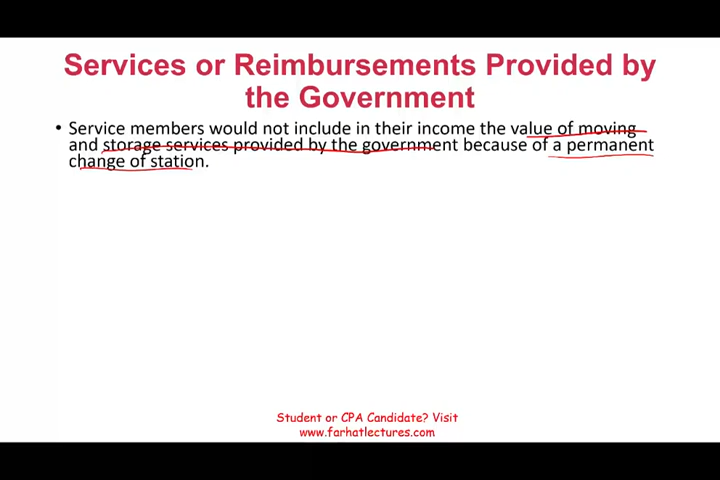 Services or Reimbursements Provided by
the Government
• Service members would not include in their income the value of moving
and storage services provided by the government because of a permanent
change of station.
Student or CPA Candidate? Visit
www.farhatlectures.com